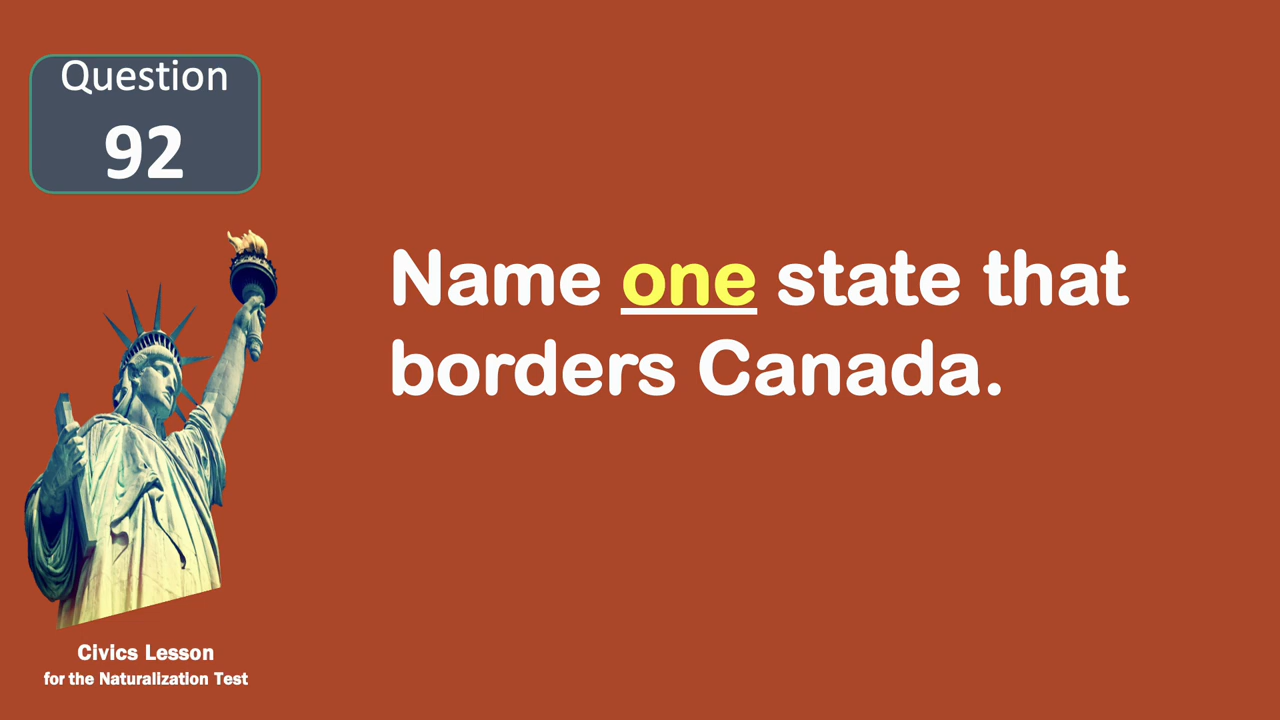 Question
92
Name one state that
borders Canada.
Civics Lesson
for the Naturalization Test